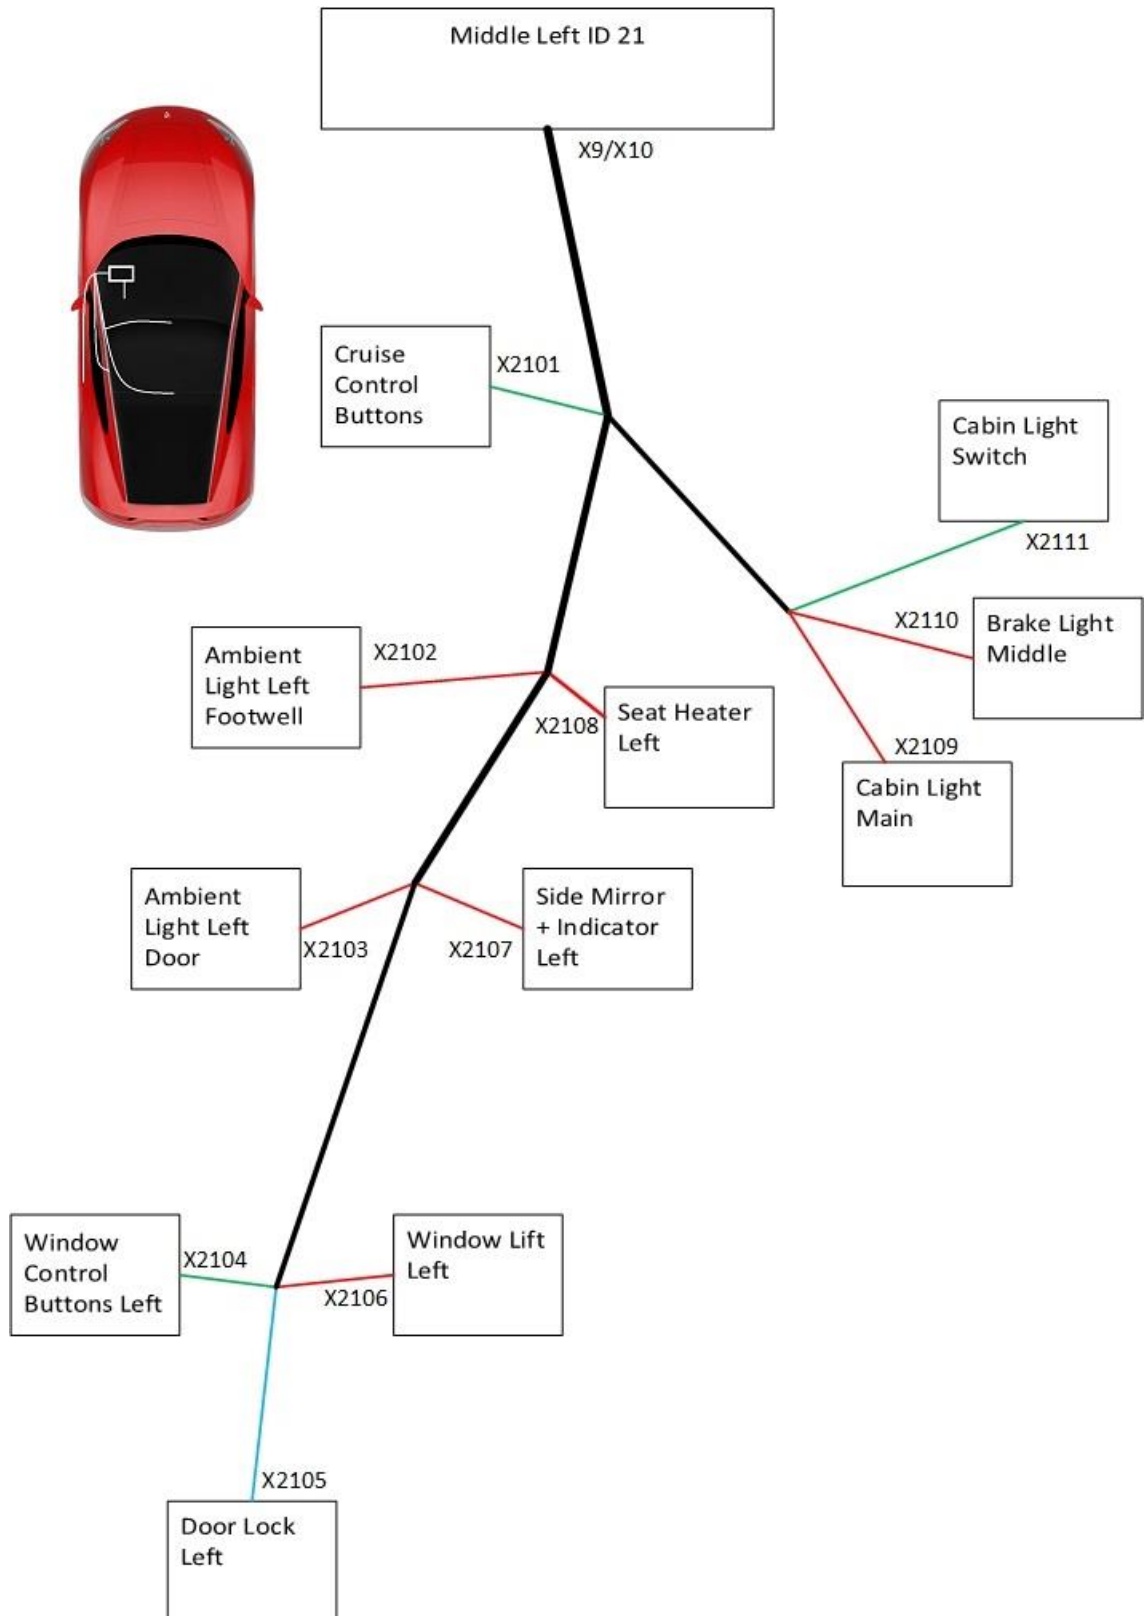 Middle Left ID 21
X9/X10
Cruise
Control
Buttons
X2101
Cabin Light
Switch
X2111
X2110
Brake Light
Middle
Ambient
Light Left
Footwell
X2102
X2108
Seat Heater
Left
X2109
Cabin Light
Main
Ambient
Light Left
Door
X2103
X2107
Side Mirror
+ Indicator
Left
Window
Control
Buttons Left
X2104
X2106
Window Lift
Left
X2105
Door Lock
Left